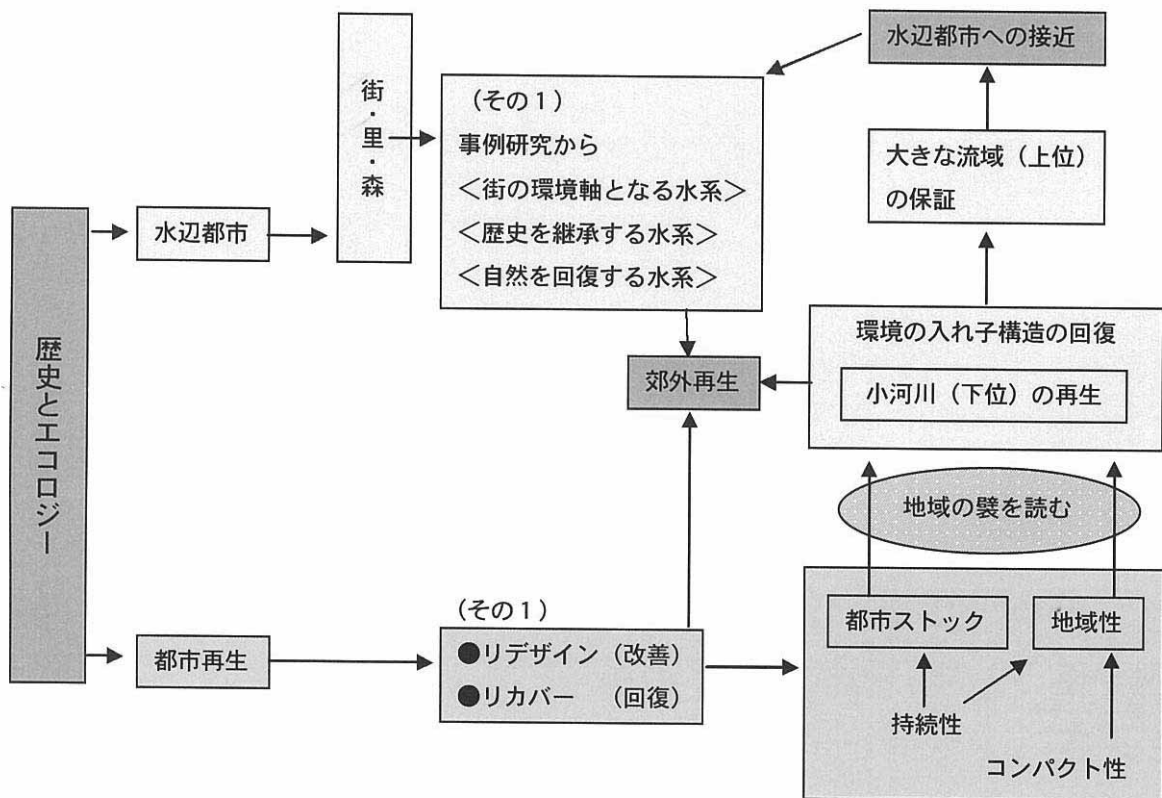 歴史とエコロジー
水辺都市
街・里・森
(その1)
事例研究から
<街の環境軸となる水系>
<歴史を継承する水系>
<自然を回復する水系>
水辺都市への接近
大きな流域(上位)
の保証
環境の入れ子構造の回復
小河川(下位)の再生
郊外再生
地域の襞を読む
都市再生
(その1)
●リデザイン(改善)
●リカバー (回復)
都市ストック
地域性
持続性
コンパクト性